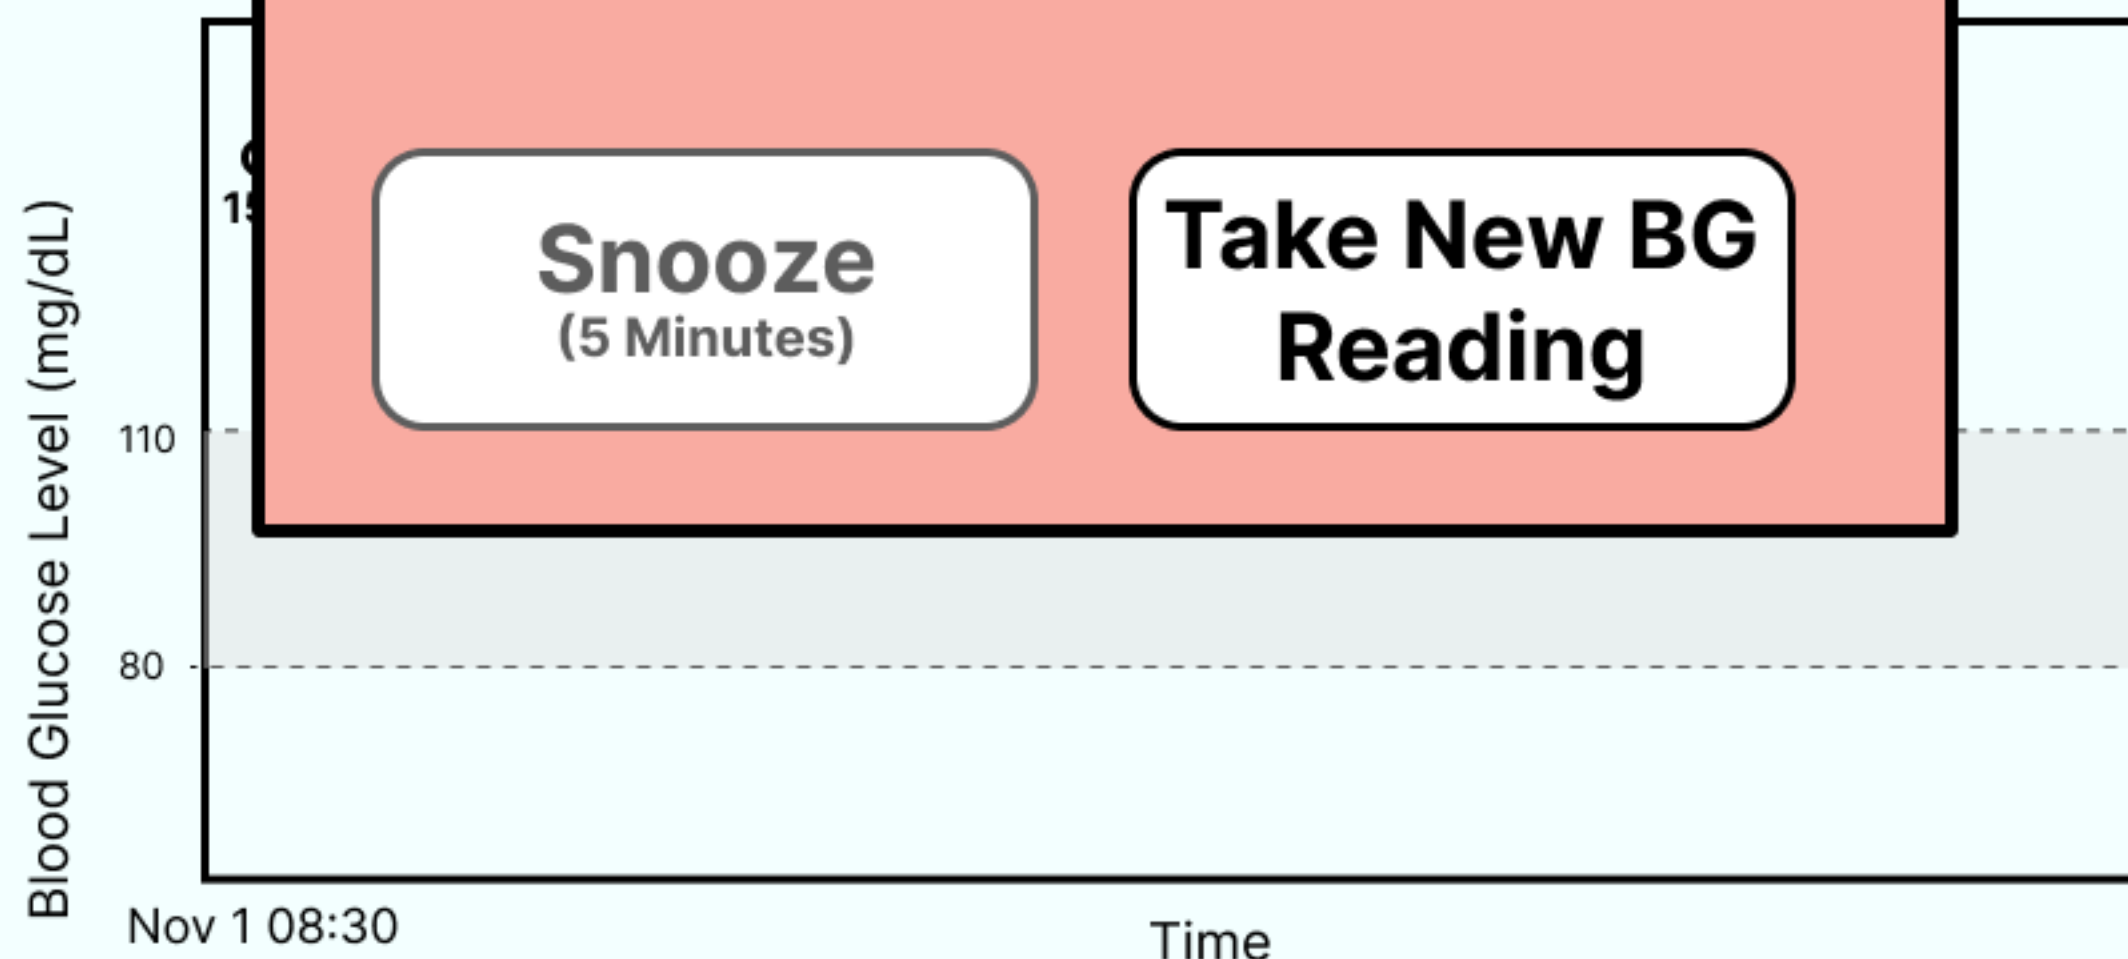 Snooze
(5 Minutes)
Take New BG
Reading
Blood Glucose Level (mg/dL)
110
80
Nov 1 08:30
Time